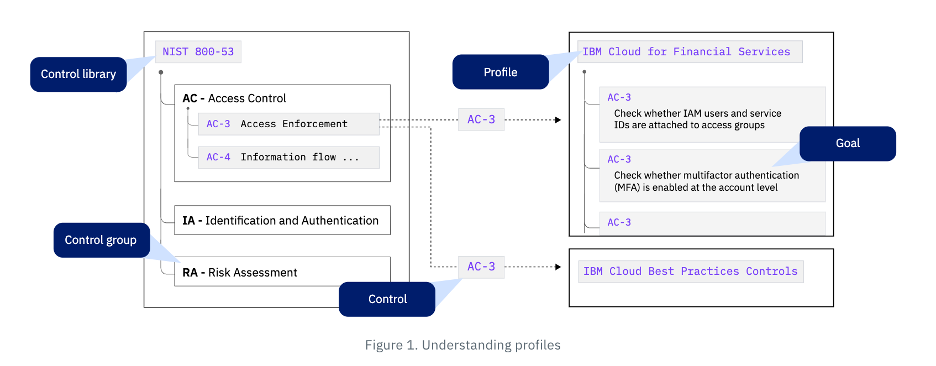 NIST 800-53
Control library
AC - Access Control
AC-3 Access Enforcement
AC-4 Information flow ...
IA - Identification and Authentication
Control group
RA - Risk Assessment
AC-3
AC-3
Control
IBM Cloud for Financial Services
Profile
AC-3
Check whether IAM users and service
IDs are attached to access groups
Goal
AC-3
Check whether multifactor authentication
(MFA) is enabled at the account level
AC-3
IBM Cloud Best Practices Controls
Figure 1. Understanding profiles